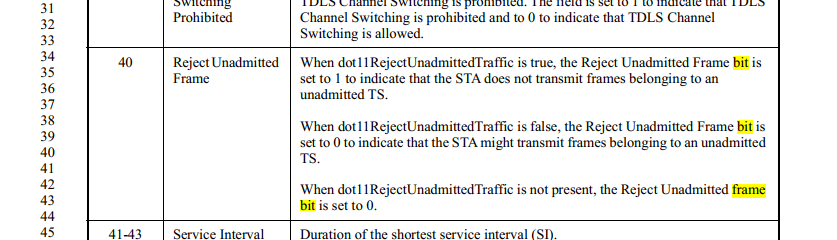 31 Switching TDLS Channel Switching is prohibited. The field is set to 1 to indicate that TDLS
32 Prohibited Channel Switching is prohibited and to 0 to indicate that TDLS Channel
33 Switching is allowed.
34 40 Reject Unadmitted When dot11RejectUnadmittedTraffic is true, the Reject Unadmitted Frame bit is
35 Frame set to 1 to indicate that the STA does not transmit frames belonging to an
36 unadmitted TS.
37
38 When dot11RejectUnadmittedTraffic is false, the Reject Unadmitted Frame bit is
39 set to 0 to indicate that the STA might transmit frames belonging to an unadmitted
40 TS.
41
42 When dot11RejectUnadmittedTraffic is not present, the Reject Unadmitted frame
43 bit is set to 0.
44
45 41-43 Service Interval Duration of the shortest service interval (SI).